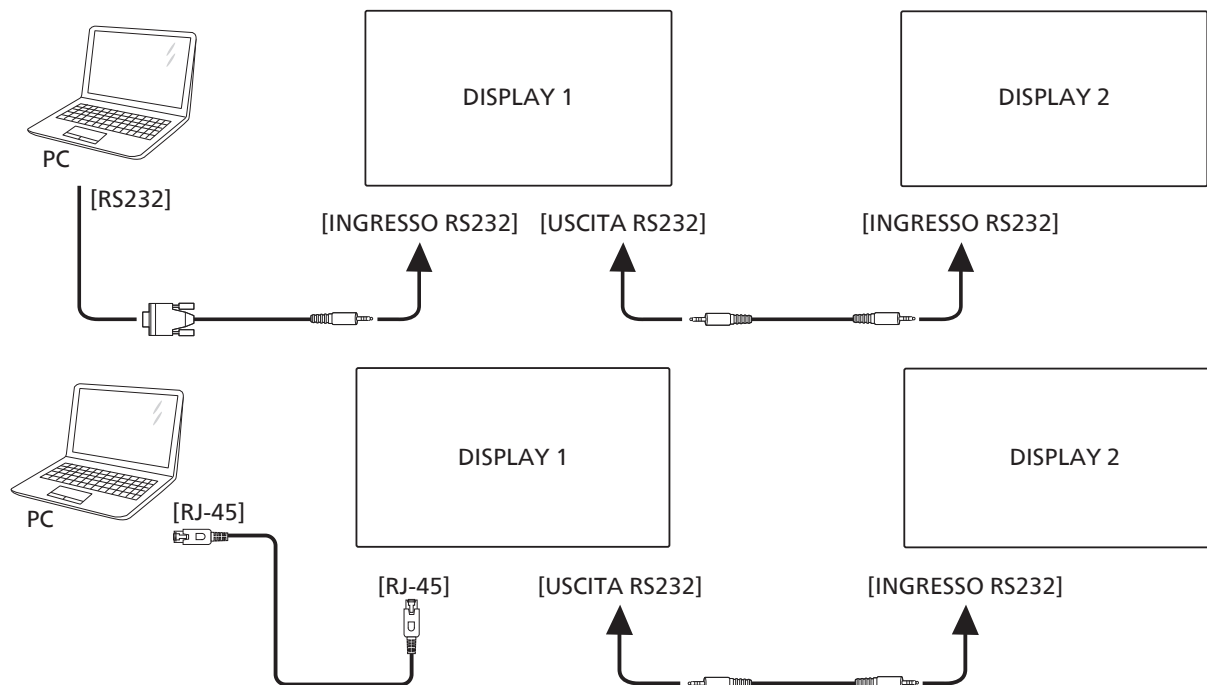 DISPLAY 1
DISPLAY 2
PC
[RS232]
[INGRESSO RS232]
[USCITA RS232]
[INGRESSO RS232]
DISPLAY 1
DISPLAY 2
PC
[RJ-45]
[RJ-45]
[USCITA RS232]
[INGRESSO RS232]